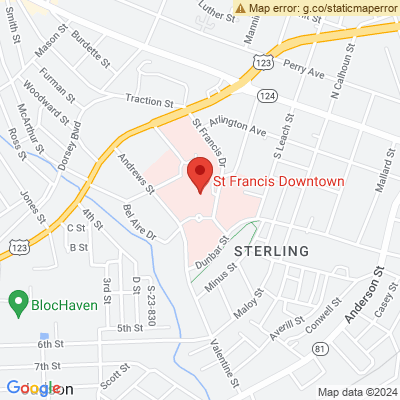 Map error: g.co/staticmaperror
Smith St
Mason St
Burdette St
Luther St
123
Furman St
Woodward St
Traction St
Perry Ave
N Calhoun St
124
McArthur St
Ross St
Dorsey Blvd
St Francis Dr
Arlington Ave
S Leach St
Mallard St
Andrews St
St Francis Downtown
Jones St
4th St
Bel Aire Dr
C St
B St
123
Dunbar St
STERLING
3rd St
D St
S-23-830
Minus St
Anderson St
BlocHaven
Maloy St
Casey St
5th St
6th St
Averill St
Conwell St
81
7th St
Valentine St
Scott St
Google
Map data ©2024